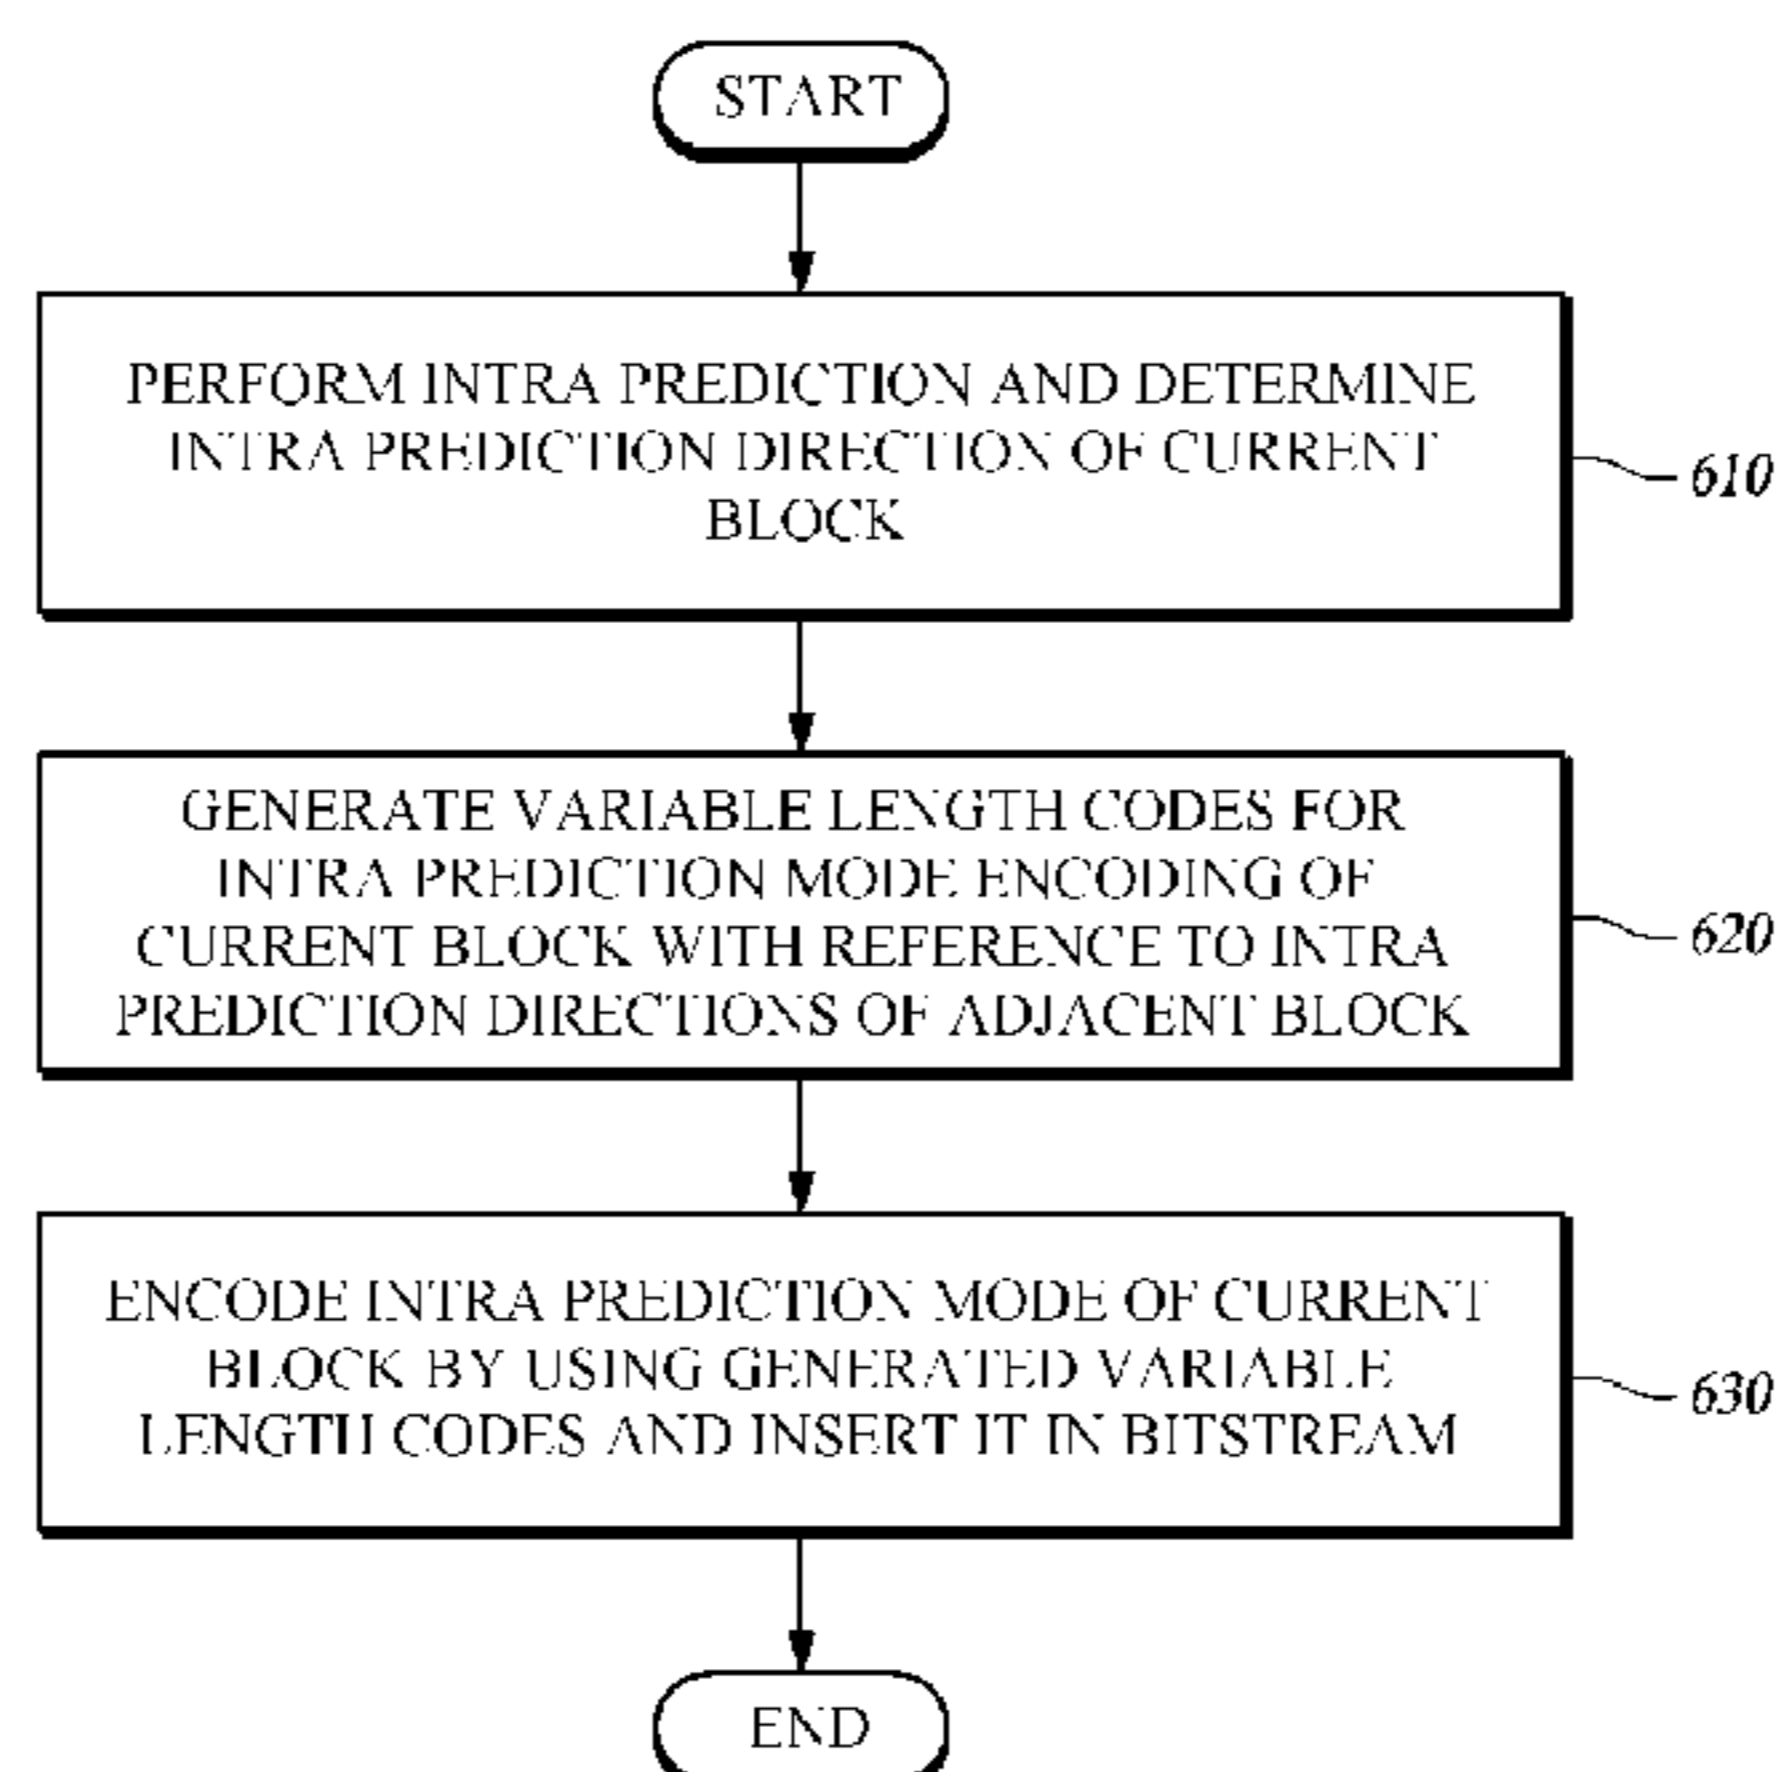 START
PERFORM INTRA PREDICTION AND DETERMINE
INTRA PREDICTION DIRECTION OF CURRENT
BLOCK
610
GENERATE VARIABLE LENGTH CODES FOR
INTRA PREDICTION MODE ENCODING OF
CURRENT BLOCK WITH REFERENCE TO INTRA
PREDICTION DIRECTIONS OF ADJACENT BLOCK
620
ENCODE INTRA PREDICTION MODE OF CURRENT
BLOCK BY USING GENERATED VARIABLE
LENGTH CODES AND INSERT IT IN BITSTREAM
630
END